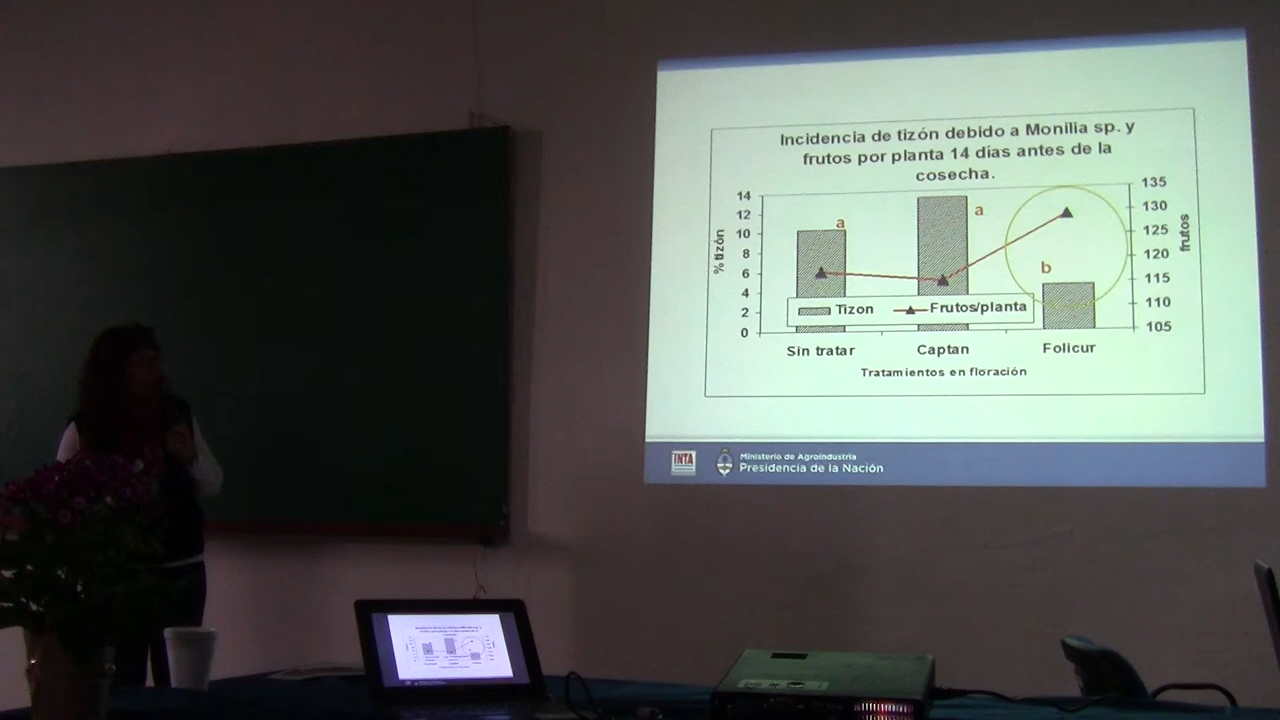 Incidencia de tizón debido a Monilia sp. y
frutos por planta 14 días antes de la
cosecha.
14
12
10
8
6
4
2
0
% tizón
a
a
b
135
130
125
120
115
110
105
frutos
Tizon
Frutos/planta
Sin tratar
Captan
Folicur
Tratamientos en floración
INTA
Ministerio de Agroindustria
Presidencia de la Nación